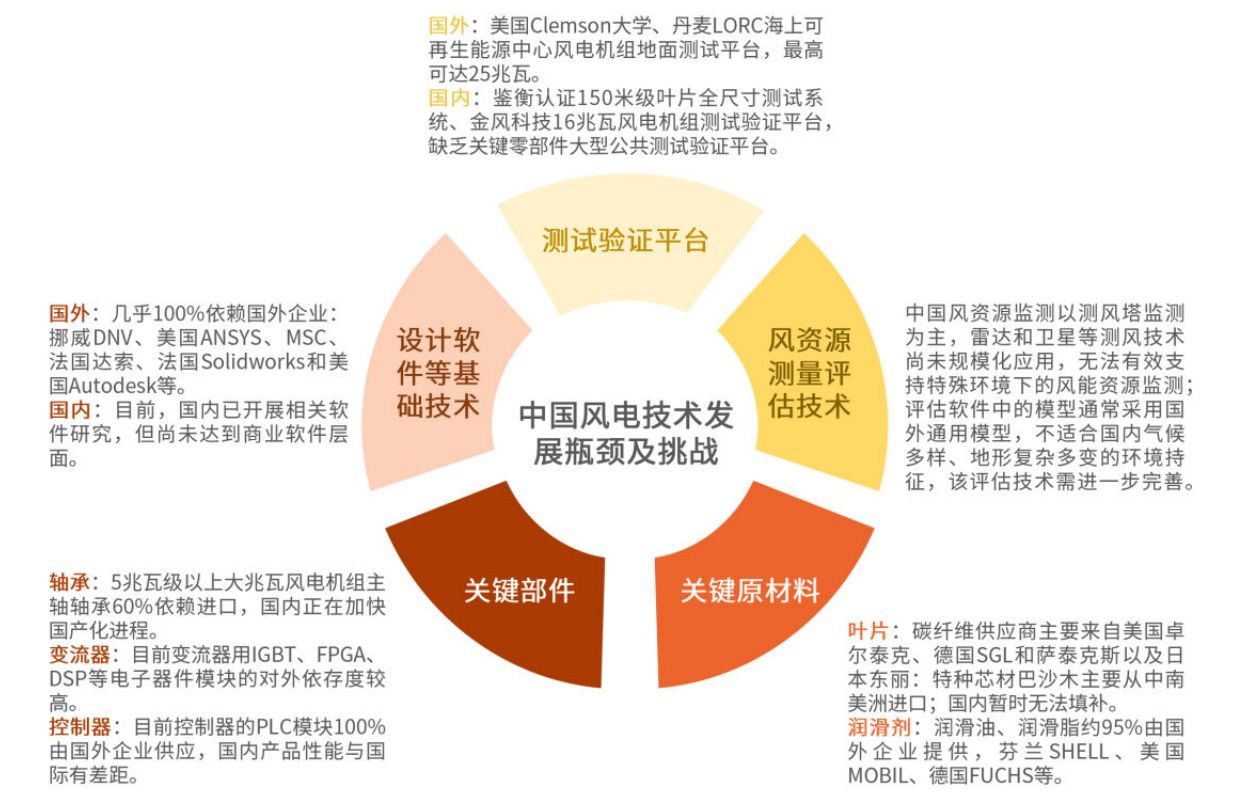 国外：美国Clemson大学、丹麦LORC海上可
再生能源中心风电机组地面测试平台，最高
可达25兆瓦。
国内：鉴衡认证150米级叶片全尺寸测试系
统、金风科技16兆瓦风电机组测试验证平台，
缺乏关键零部件大型公共测试验证平台。
测试验证平台
国外：几乎100%依赖国外企业：
挪威DNV、美国ANSYS、MSC、
法国达索、法国Solidworks和美
国Autodesk等。
国内：目前，国内已开展相关软
件研究，但尚未达到商业软件层
面。
设计软
件等基
础技术
风资源
测量评
估技术
中国风资源监测以测风塔监测
为主，雷达和卫星等测风技术
尚未规模化应用，无法有效支
持特殊环境下的风能资源监测；
评估软件中的模型通常采用国
外通用模型，不适合国内气候
多样、地形复杂多变的环境特
征，该评估技术需进一步完善。
中国风电技术发
展瓶颈及挑战
关键部件
关键原材料
轴承：5兆瓦级以上大兆瓦风电机组主
轴轴承60%依赖进口，国内正在加快
国产化进程。
变流器：目前变流器用IGBT、FPGA、
DSP等电子器件模块的对外依存度较
高。
控制器：目前控制器的PLC模块100%
由国外企业供应，国内产品性能与国
际有差距。
叶片：碳纤维供应商主要来自美国卓
尔泰克、德国SGL和萨泰克斯以及日
本东丽：特种芯材巴沙木主要从中南
美洲进口；国内暂时无法填补。
润滑剂：润滑油、润滑脂约95%由国
外企业提供，芬兰SHELL、美国
MOBIL、德国FUCHS等。